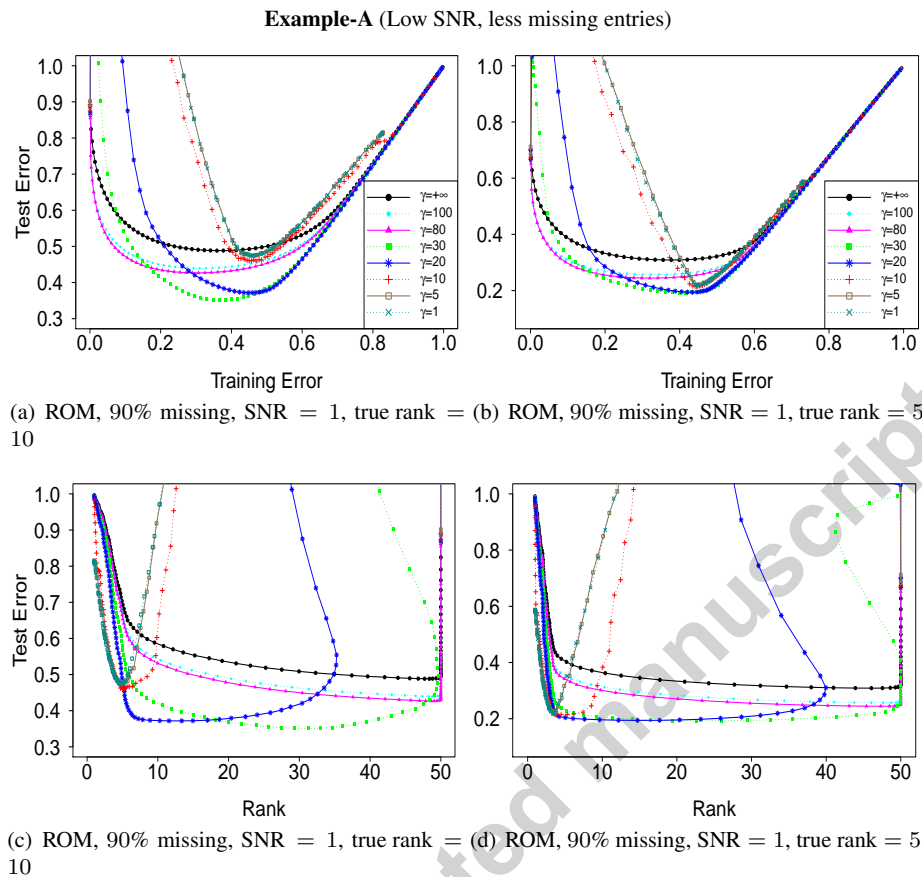 Example-A (Low SNR, less missing entries)
Test Error
1.0
0.9
0.8
0.7
0.6
0.5
0.4
0.3
γ=+∞
γ=100
γ=80
γ=30
γ=20
γ=10
γ=5
γ=1
0.0 0.2 0.4 0.6 0.8 1.0
Training Error
1.0
0.8
0.6
0.4
0.2
γ=+∞
γ=100
γ=80
γ=30
γ=20
γ=10
γ=5
γ=1
0.0 0.2 0.4 0.6 0.8 1.0
Training Error
(a) ROM, 90% missing, SNR = 1, true rank =
10
(b) ROM, 90% missing, SNR = 1, true rank = 5
Test Error
1.0
0.9
0.8
0.7
0.6
0.5
0.4
0.3
0 10 20 30 40 50
Rank
1.0
0.8
0.6
0.4
0.2
0 10 20 30 40 50
Rank
(c) ROM, 90% missing, SNR = 1, true rank =
10
(d) ROM, 90% missing, SNR = 1, true rank = 5
ted manuscript